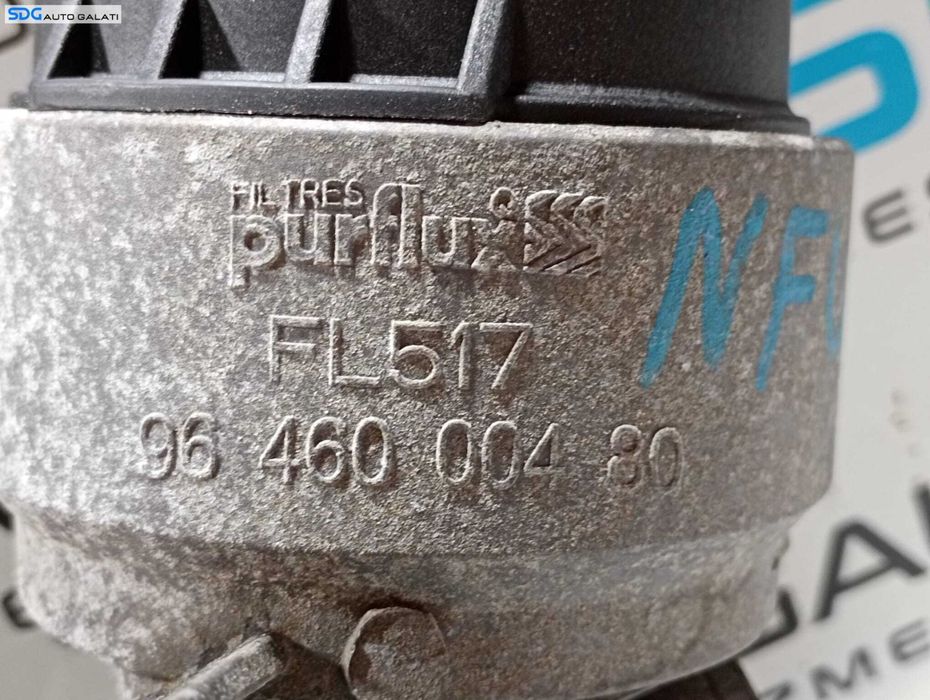 SDG AUTO GALATI
FILTRES
purflux
NFU
FL517
96 460 004 80